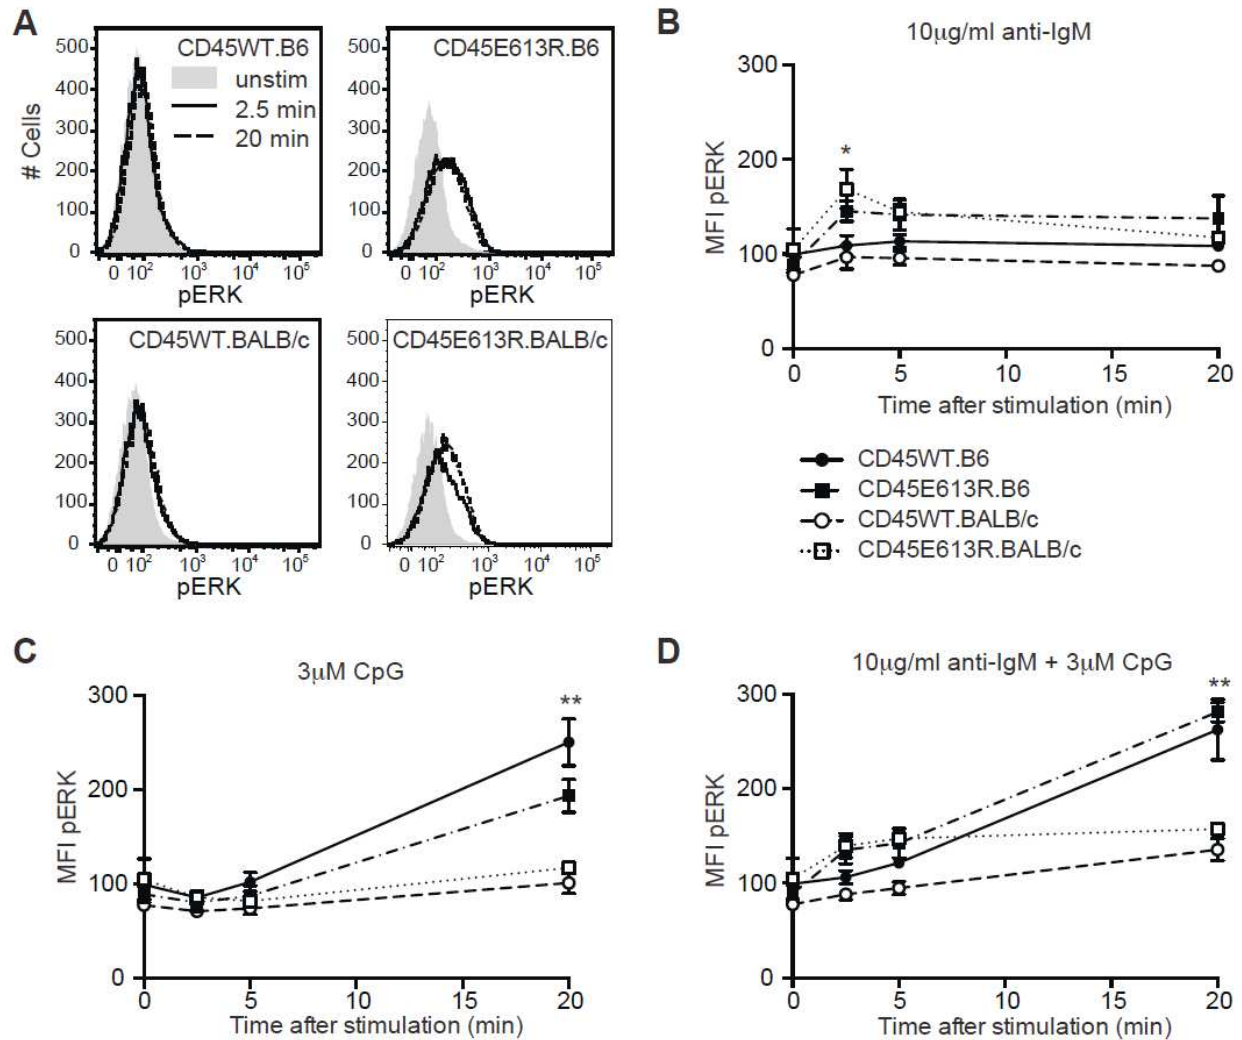 A
CD45WT.B6
unstim
2.5 min
20 min
# Cells
500
400
300
200
100
0
0 10² 10³ 10⁴ 10⁵
pERK
CD45E613R.B6
500
400
300
200
100
0
0 10² 10³ 10⁴ 10⁵
pERK
CD45WT.BALB/c
500
400
300
200
100
0
0 10² 10³ 10⁴ 10⁵
pERK
CD45E613R.BALB/c
500
400
300
200
100
0
0 10² 10³ 10⁴ 10⁵
pERK
B
10µg/ml anti-IgM
MFI pERK
300
200
100
0
*
0 5 10 15 20
Time after stimulation (min)
CD45WT.B6
CD45E613R.B6
CD45WT.BALB/c
CD45E613R.BALB/c
C
3µM CpG
MFI pERK
300
200
100
0
**
0 5 10 15 20
Time after stimulation (min)
D
10µg/ml anti-IgM + 3µM CpG
MFI pERK
300
200
100
0
**
0 5 10 15 20
Time after stimulation (min)